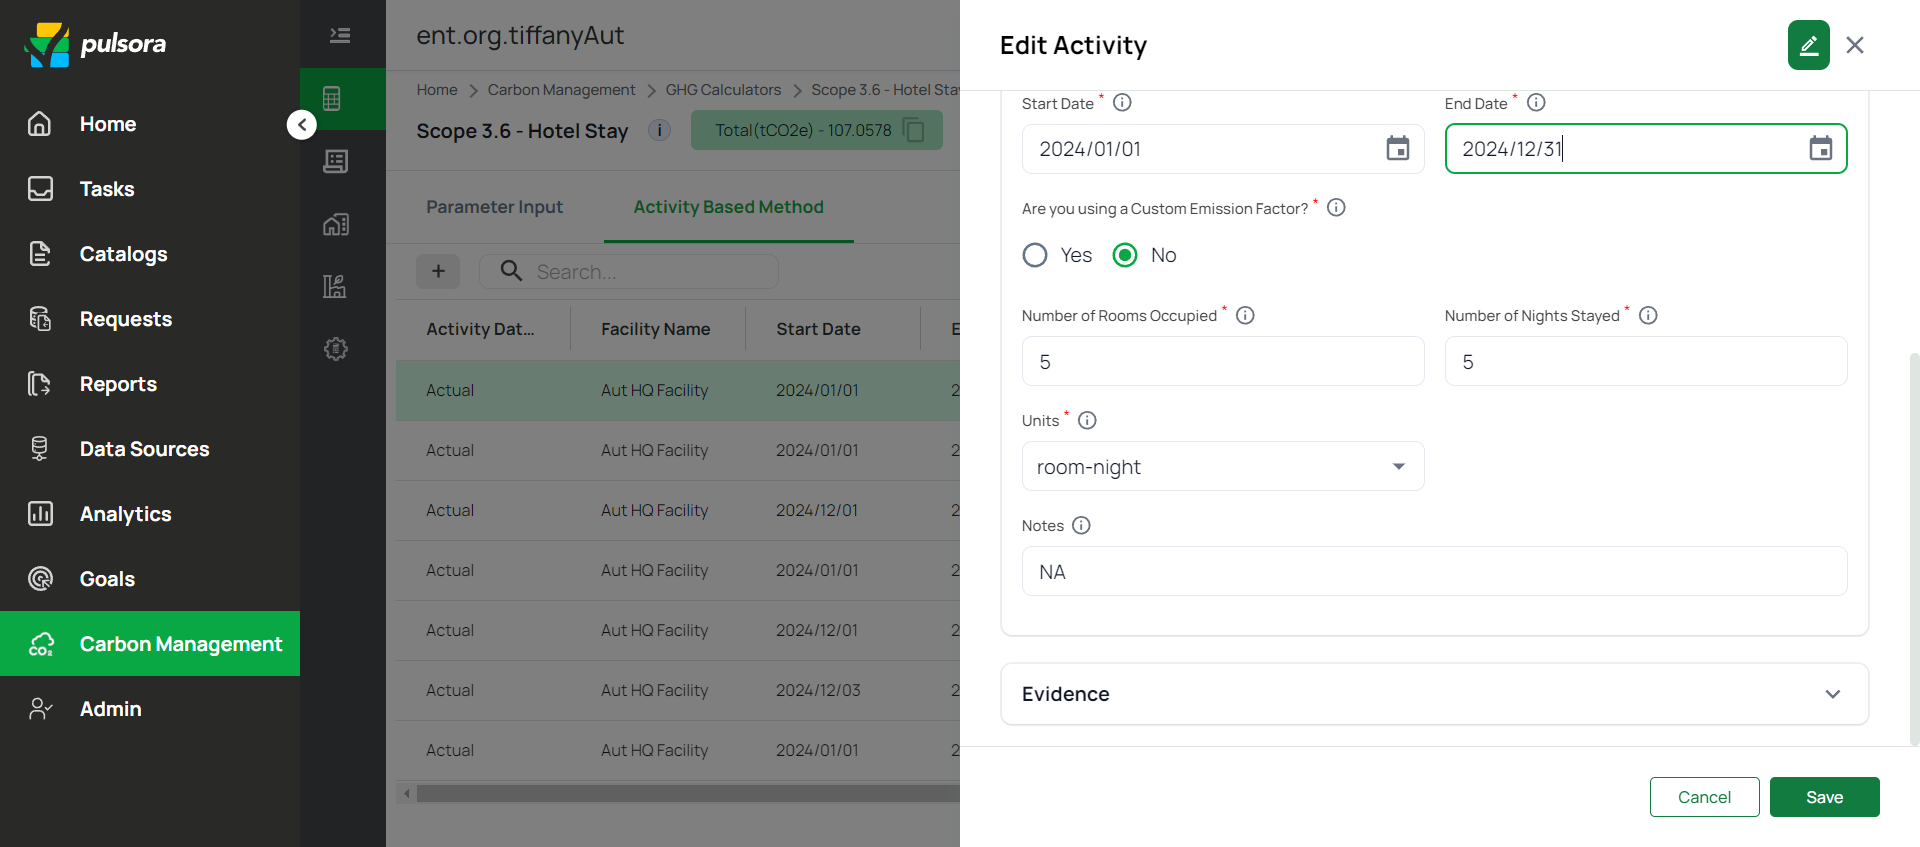 pulsora
Home
Tasks
Catalogs
Requests
Reports
Data Sources
Analytics
Goals
Carbon Management
Admin
ent.org.tiffanyAut
Home > Carbon Management > GHG Calculators > Scope 3.6 - Hotel Sta
Scope 3.6 - Hotel Stay
Total(tCO2e) - 107.0578
Parameter Input Activity Based Method
+ Search...
Activity Dat... Facility Name Start Date E
Actual Aut HQ Facility 2024/01/01 2
Actual Aut HQ Facility 2024/01/01 2
Actual Aut HQ Facility 2024/12/01 2
Actual Aut HQ Facility 2024/01/01 2
Actual Aut HQ Facility 2024/12/01 2
Actual Aut HQ Facility 2024/12/03 2
Actual Aut HQ Facility 2024/01/01 2
Edit Activity
Start Date * End Date *
2024/01/01 2024/12/31
Are you using a Custom Emission Factor? *
Yes No
Number of Rooms Occupied * Number of Nights Stayed *
5 5
Units *
room-night
Notes
NA
Evidence
Cancel Save